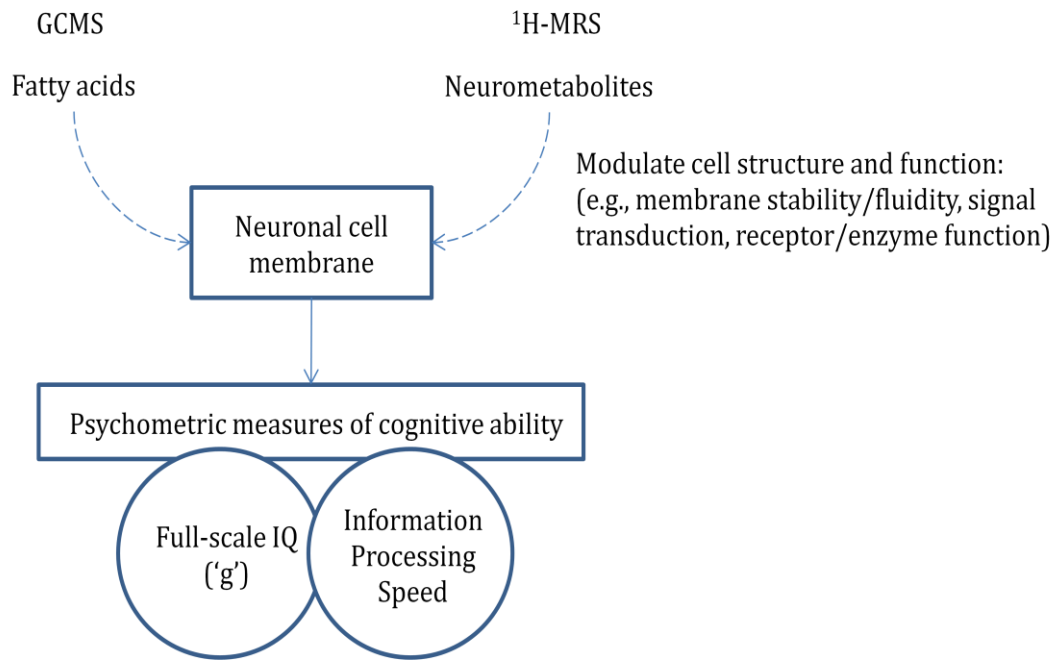 GCMS
¹H-MRS
Fatty acids
Neurometabolites
Modulate cell structure and function:
(e.g., membrane stability/fluidity, signal
transduction, receptor/enzyme function)
Neuronal cell
membrane
Psychometric measures of cognitive ability
Full-scale IQ
(‘g’)
Information
Processing
Speed